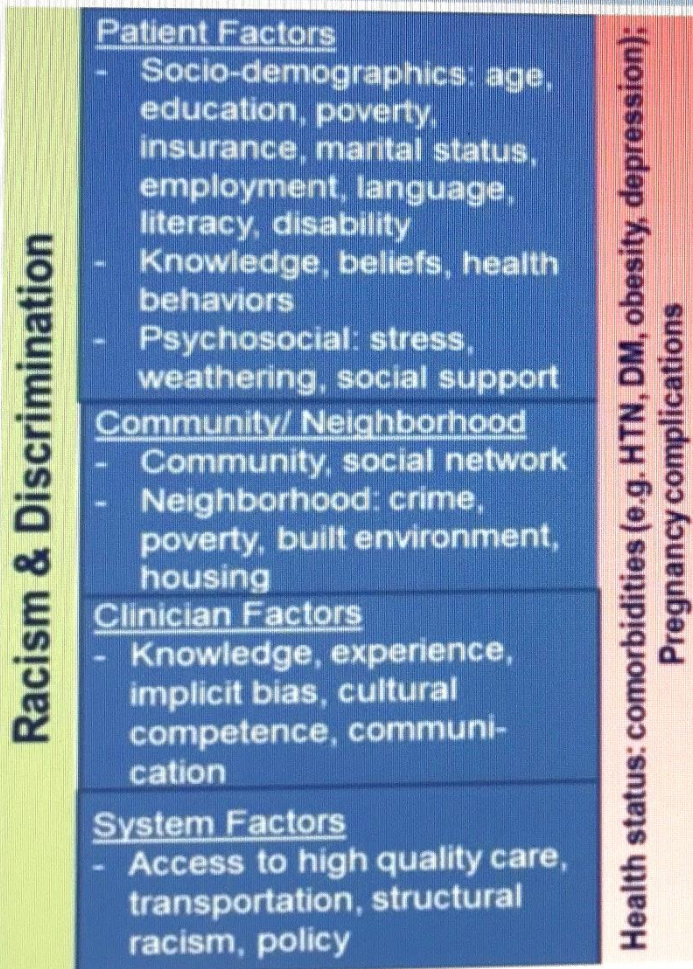 Racism & Discrimination
Patient Factors
- Socio-demographics: age,
education, poverty,
insurance, marital status,
employment, language,
literacy, disability
- Knowledge, beliefs, health
behaviors
- Psychosocial: stress,
weathering, social support
Community/ Neighborhood
- Community, social network
- Neighborhood: crime,
poverty, built environment,
housing
Clinician Factors
- Knowledge, experience,
implicit bias, cultural
competence, communi-
cation
System Factors
- Access to high quality care,
transportation, structural
racism, policy
Health status: comorbidities (e.g. HTN, DM, obesity, depression);
Pregnancy complications